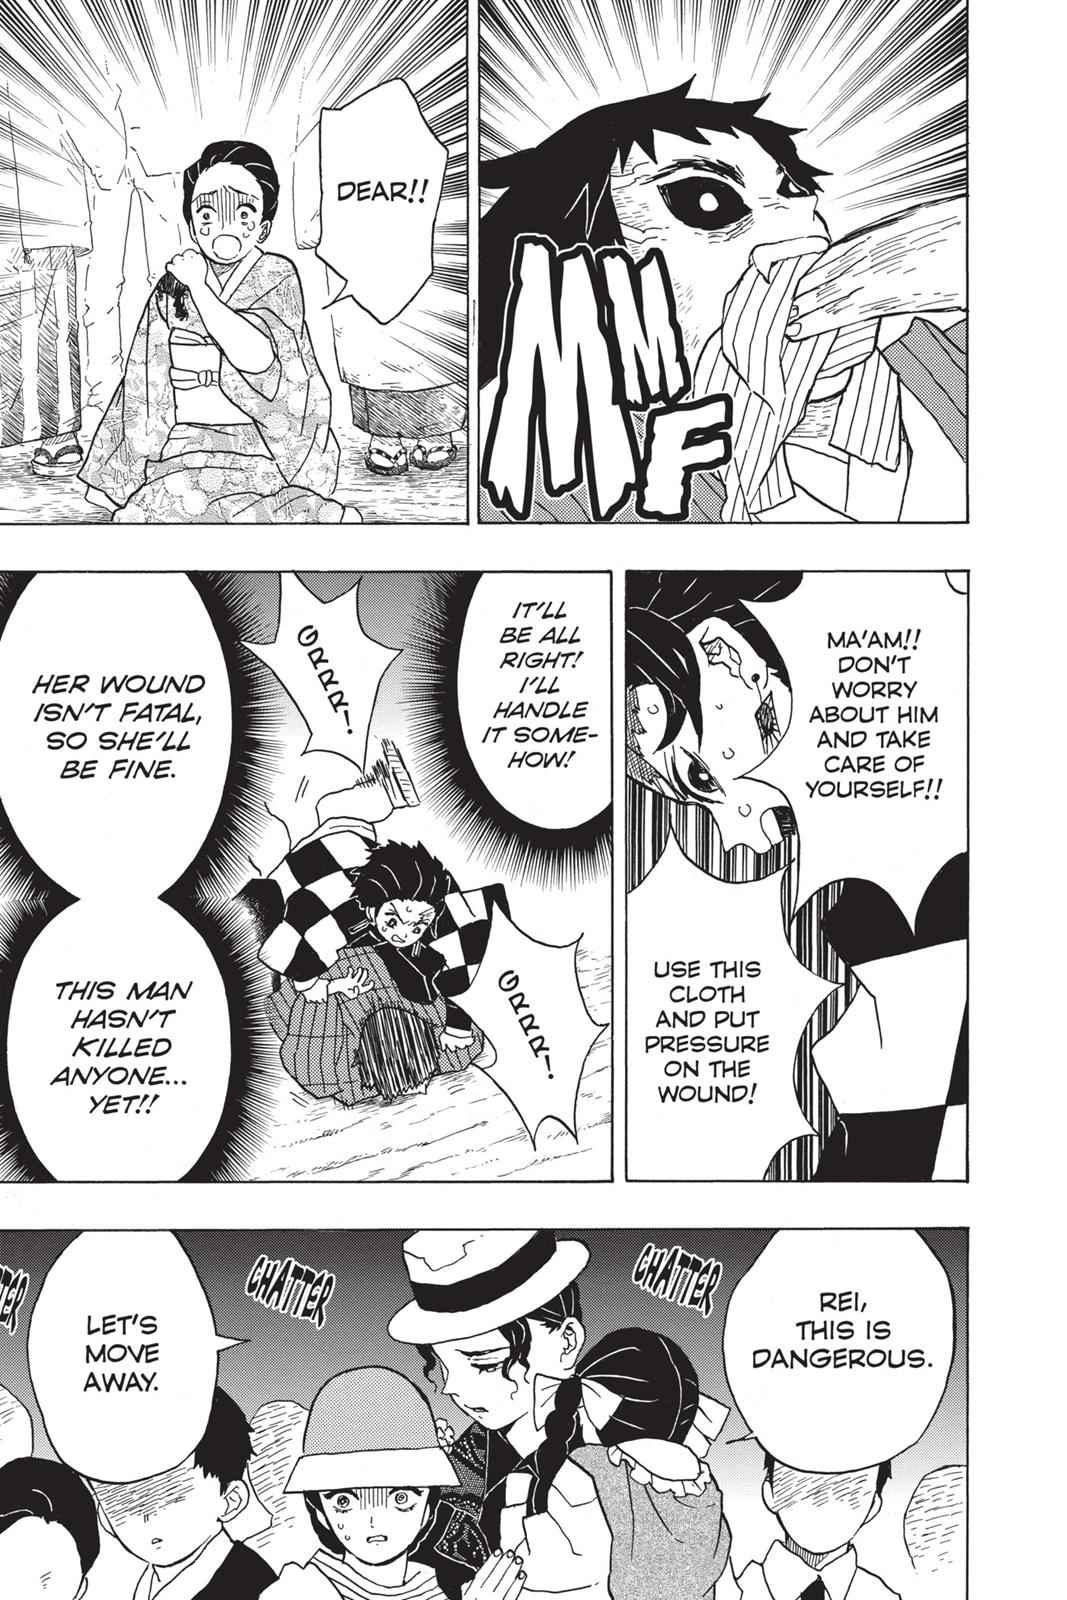 MMF
DEAR!!
MA'AM!!
DON'T
WORRY
ABOUT HIM
AND TAKE
CARE OF
YOURSELF!!
USE THIS
CLOTH
AND PUT
PRESSURE
ON THE
WOUND!
IT'LL
BE ALL
RIGHT!
I'LL
HANDLE
IT SOME-
HOW!
GRRR!
GRRR!
HER WOUND
ISN'T FATAL,
SO SHE'LL
BE FINE.
THIS MAN
HASN'T
KILLED
ANYONE...
YET!!
REI,
THIS IS
DANGEROUS.
CHATTER
CHATTER
LET'S
MOVE
AWAY.